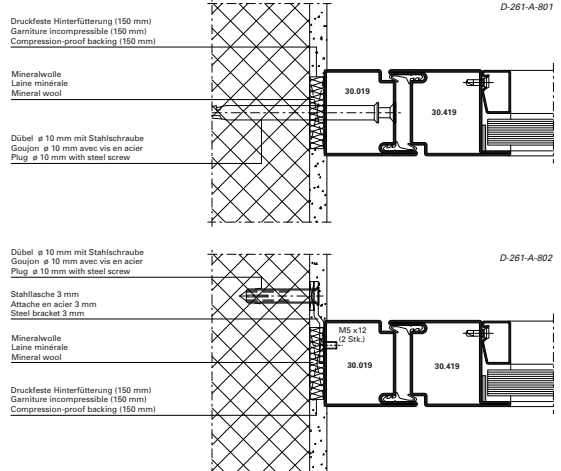 D-261-A-801
Druckfeste Hinterfütterung (150 mm)
Garniture incompressible (150 mm)
Compression-proof backing (150 mm)
Mineralwolle
Laine minérale
Mineral wool
30.019
30.419
Dübel ø 10 mm mit Stahlschraube
Goujon ø 10 mm avec vis en acier
Plug ø 10 mm with steel screw
D-261-A-802
Dübel ø 10 mm mit Stahlschraube
Goujon ø 10 mm avec vis en acier
Plug ø 10 mm with steel screw
Stahllasche 3 mm
Attache en acier 3 mm
Steel bracket 3 mm
M5 x12
(2 Stk.)
Mineralwolle
Laine minérale
Mineral wool
30.019
30.419
Druckfeste Hinterfütterung (150 mm)
Garniture incompressible (150 mm)
Compression-proof backing (150 mm)